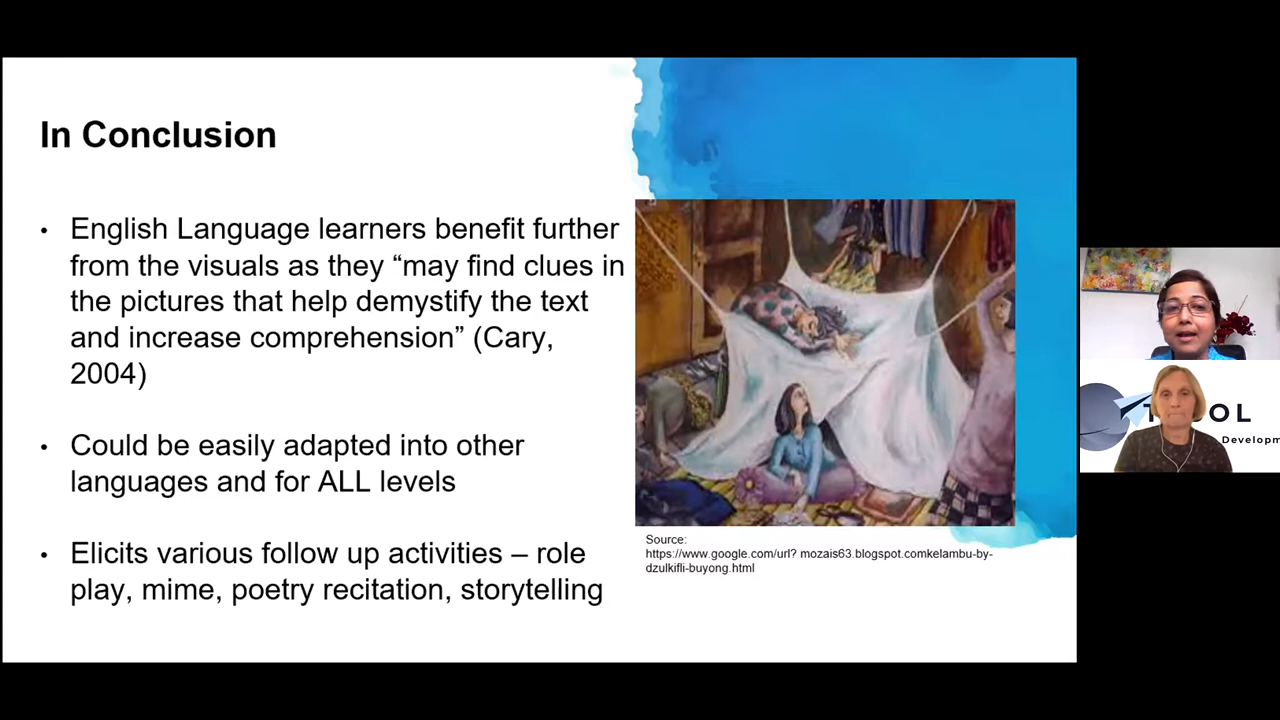 In Conclusion
• English Language learners benefit further
from the visuals as they “may find clues in
the pictures that help demystify the text
and increase comprehension” (Cary,
2004)
• Could be easily adapted into other
languages and for ALL levels
• Elicits various follow up activities – role
play, mime, poetry recitation, storytelling
Source:
https://www.google.com/url? mozais63.blogspot.comkelambu-by-
dzulkifli-buyong.html
OL
Developm